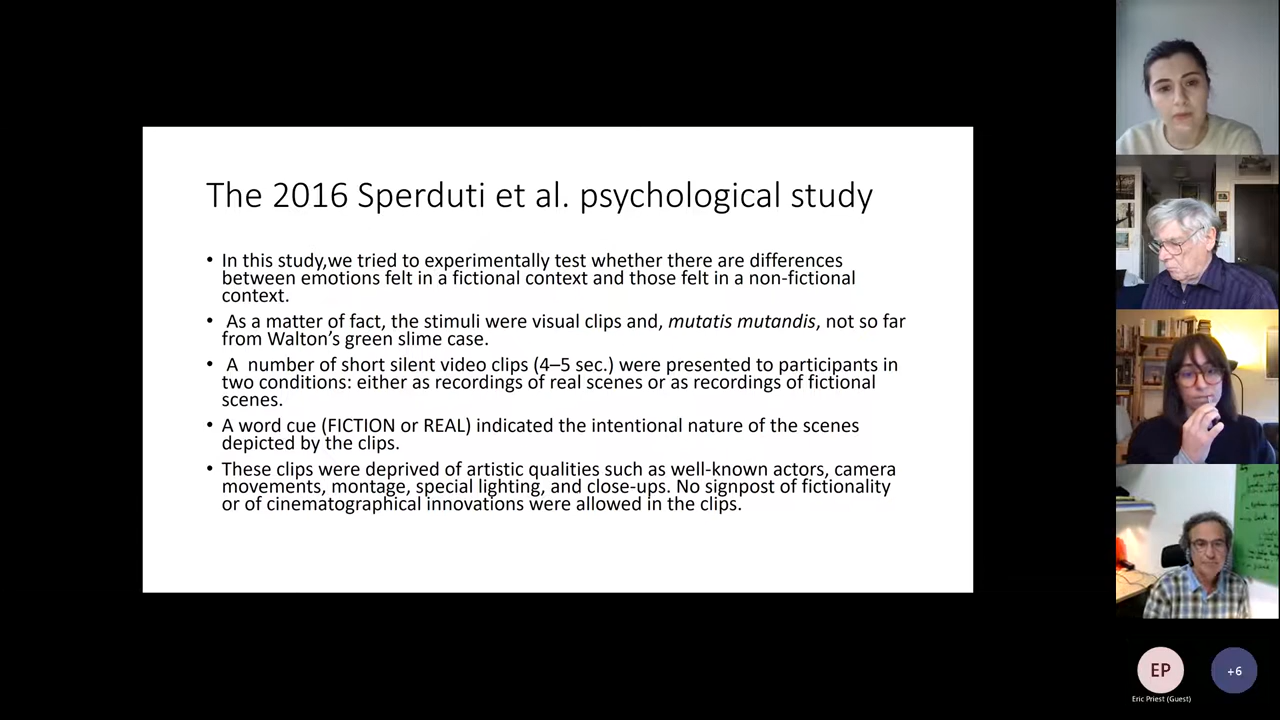 The 2016 Sperduti et al. psychological study
• In this study,we tried to experimentally test whether there are differences
between emotions felt in a fictional context and those felt in a non-fictional
context.
• As a matter of fact, the stimuli were visual clips and, mutatis mutandis, not so far
from Walton’s green slime case.
• A number of short silent video clips (4–5 sec.) were presented to participants in
two conditions: either as recordings of real scenes or as recordings of fictional
scenes.
• A word cue (FICTION or REAL) indicated the intentional nature of the scenes
depicted by the clips.
• These clips were deprived of artistic qualities such as well-known actors, camera
movements, montage, special lighting, and close-ups. No signpost of fictionality
or of cinematographical innovations were allowed in the clips.
EP
+6
Eric Priest (Guest)